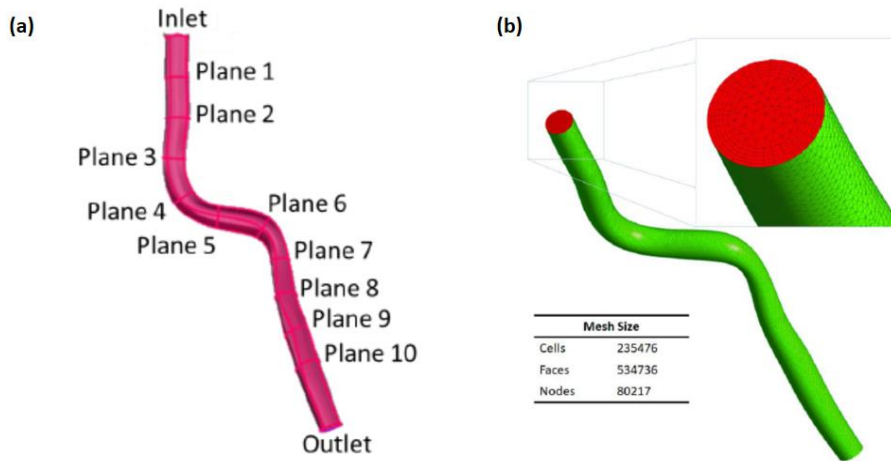 (a)
Inlet
Plane 1
Plane 2
Plane 3
Plane 4
Plane 5
Plane 6
Plane 7
Plane 8
Plane 9
Plane 10
Outlet
(b)
Mesh Size
Cells 235476
Faces 534736
Nodes 80217